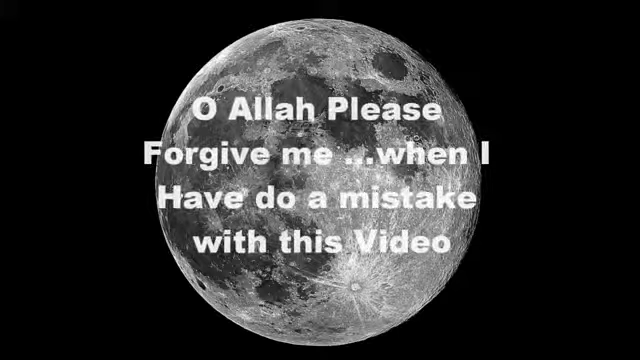 O Allah Please
Forgive me ...when I
Have do a mistake
with this Video